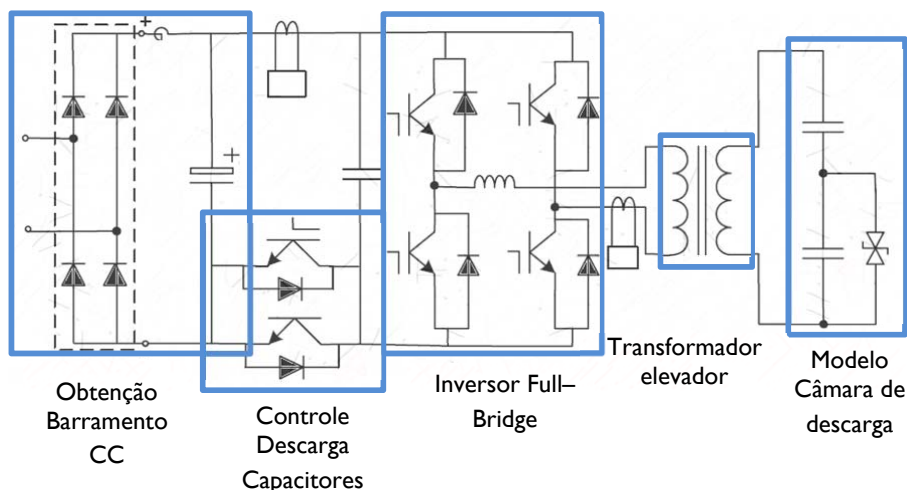 +
+
Obtenção
Barramento
CC
Controle
Descarga
Capacitores
Inversor Full–
Bridge
Transformador
elevador
Modelo
Câmara de
descarga